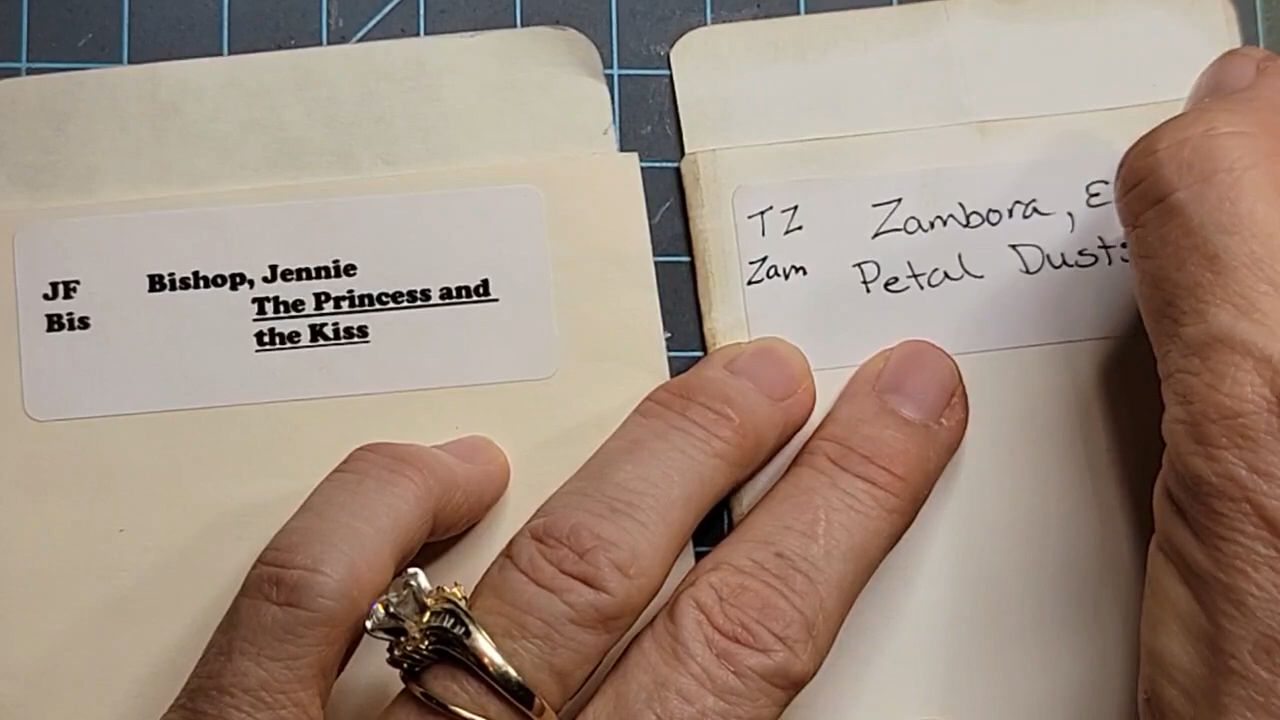 JF Bishop, Jennie
Bis The Princess and
the Kiss
TZ Zambora, E
Zam Petal Dust